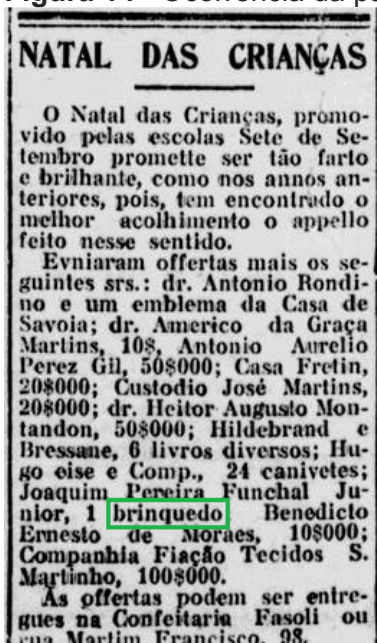 NATAL DAS CRIANÇAS
O Natal das Crianças, promo-
vido pelas escolas Sete de Se-
tembro promette ser tão farto
e brilhante, como nos annos an-
teriores, pois, tem encontrado o
melhor acolhimento o appello
feito nesse sentido.
Evniaram offertas mais os se-
guintes srs.: dr. Antonio Rondi-
no e um emblema da Casa de
Savoia; dr. Americo da Graça
Martins, 10$, Antonio Aurelio
Perez Gil, 50$000; Casa Fretin,
20$000; Custodio José Martins,
20$000; dr. Heitor Augusto Mon-
tandon, 50$000; Hildebrand e
Bressane, 6 livros diversos; Hu-
go eise e Comp., 24 canivetes;
Joaquim Pereira Funchal Ju-
nior, 1 brinquedo Benedicto
Ernesto de Moraes, 10$000;
Companhia Fiação Tecidos S.
Martinho, 100$000.
As offertas podem ser entre-
gues na Confeitaria Fasoli ou
rua Martim Francisco, 98.